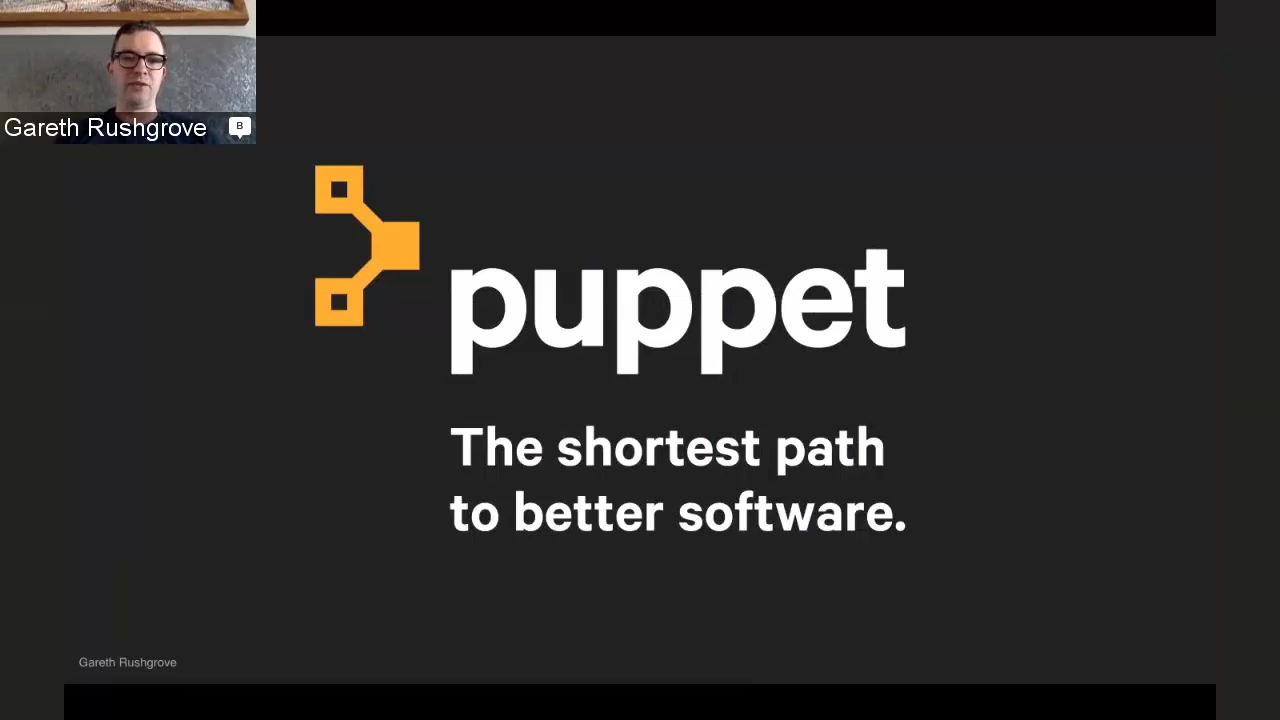 Gareth Rushgrove
B
puppet
The shortest path
to better software.
Gareth Rushgrove